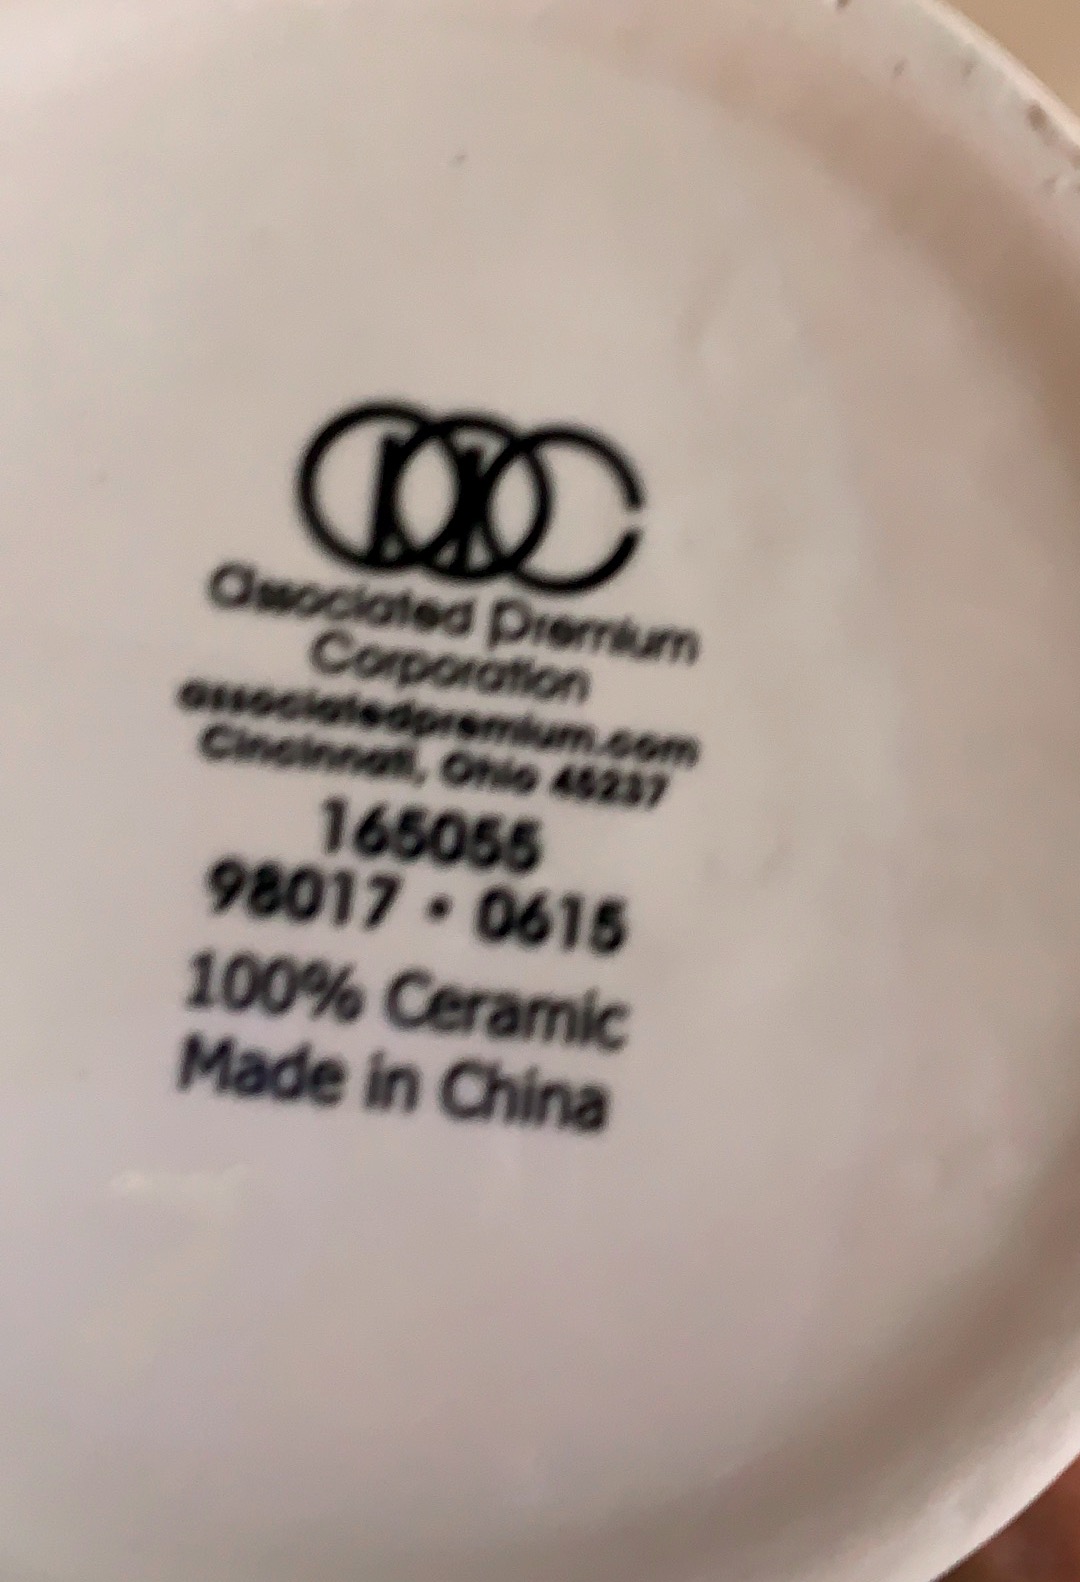 associated premium
Corporation
associatedpremium.com
Cincinnati, Ohio 45237
165055
98017 • 0615
100% Ceramic
Made in China